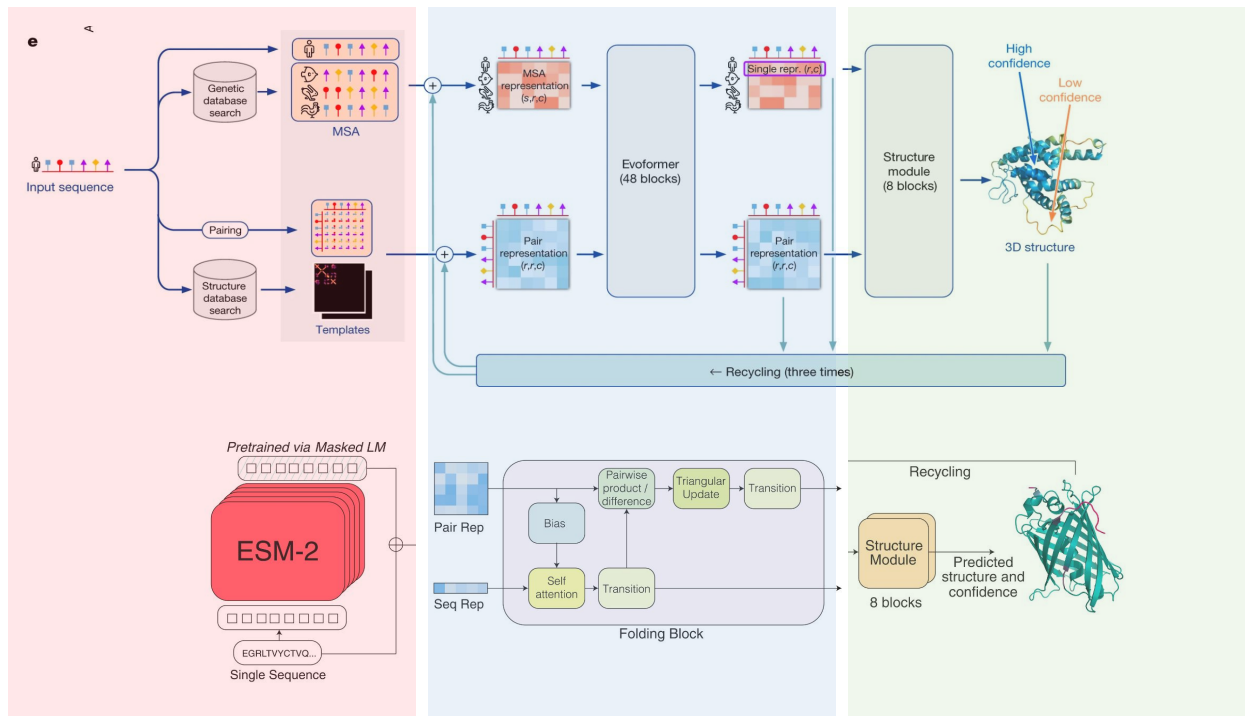 e
A
Genetic
database
search
MSA
Input sequence
Pairing
Structure
database
search
Templates
+
+
MSA
representation
(s,r,c)
Pair
representation
(r,r,c)
Evoformer
(48 blocks)
Single repr. (r,c)
Pair
representation
(r,r,c)
Structure
module
(8 blocks)
High
confidence
Low
confidence
3D structure
← Recycling (three times)
Pretrained via Masked LM
ESM-2
EGRLTVYCTVQ...
Single Sequence
Pair Rep
Seq Rep
Bias
Self
attention
Pairwise
product /
difference
Transition
Triangular
Update
Transition
Folding Block
Recycling
Structure
Module
8 blocks
Predicted
structure and
confidence